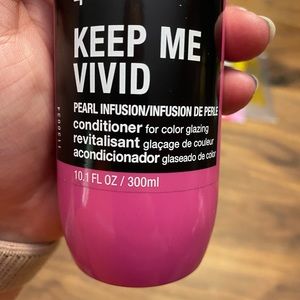 KEEP ME
VIVID
PEARL INFUSION/INFUSION DE PERLE
conditioner for color glazing
revitalisant glaçage de couleur
acondicionador glaseado de color
10.1 FL OZ / 300ml